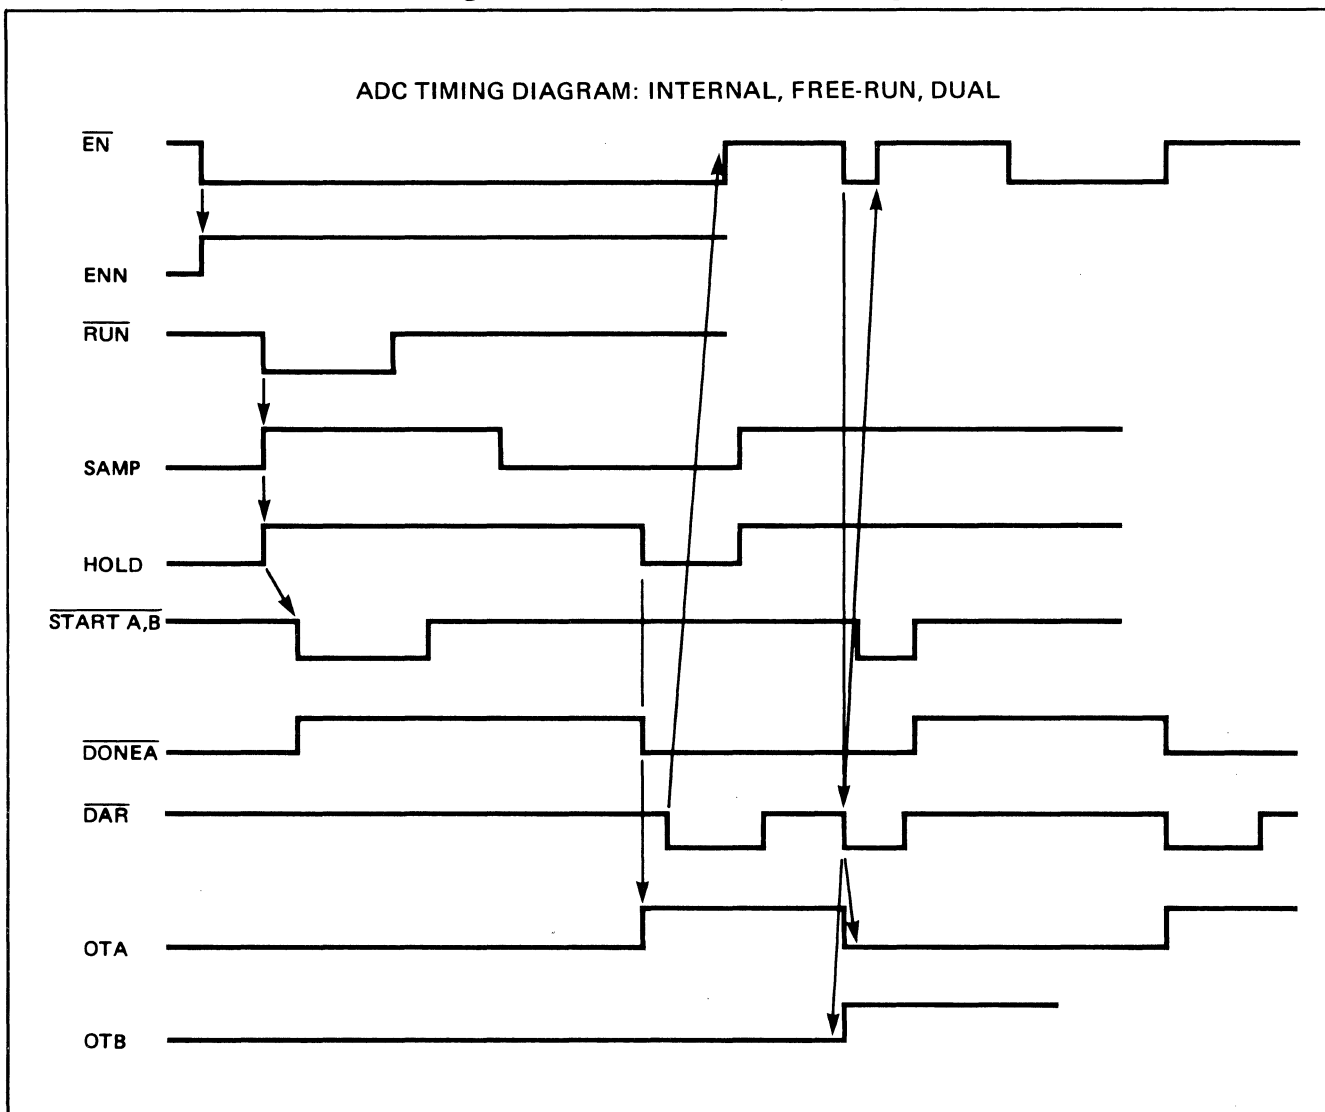 ADC TIMING DIAGRAM: INTERNAL, FREE-RUN, DUAL
EN
ENN
RUN
SAMP
HOLD
START A,B
DONEA
DAR
OTA
OTB